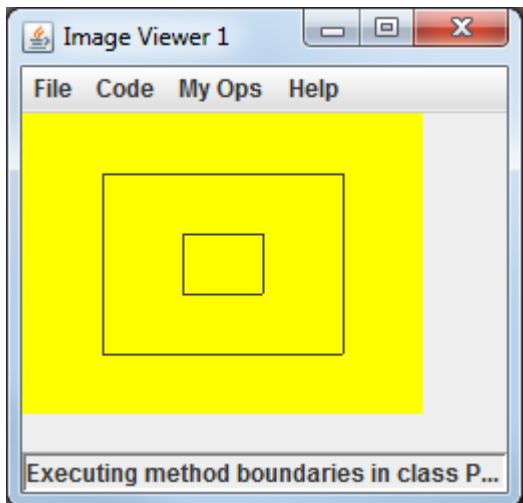 Image Viewer 1
File Code My Ops Help
Executing method boundaries in class P...